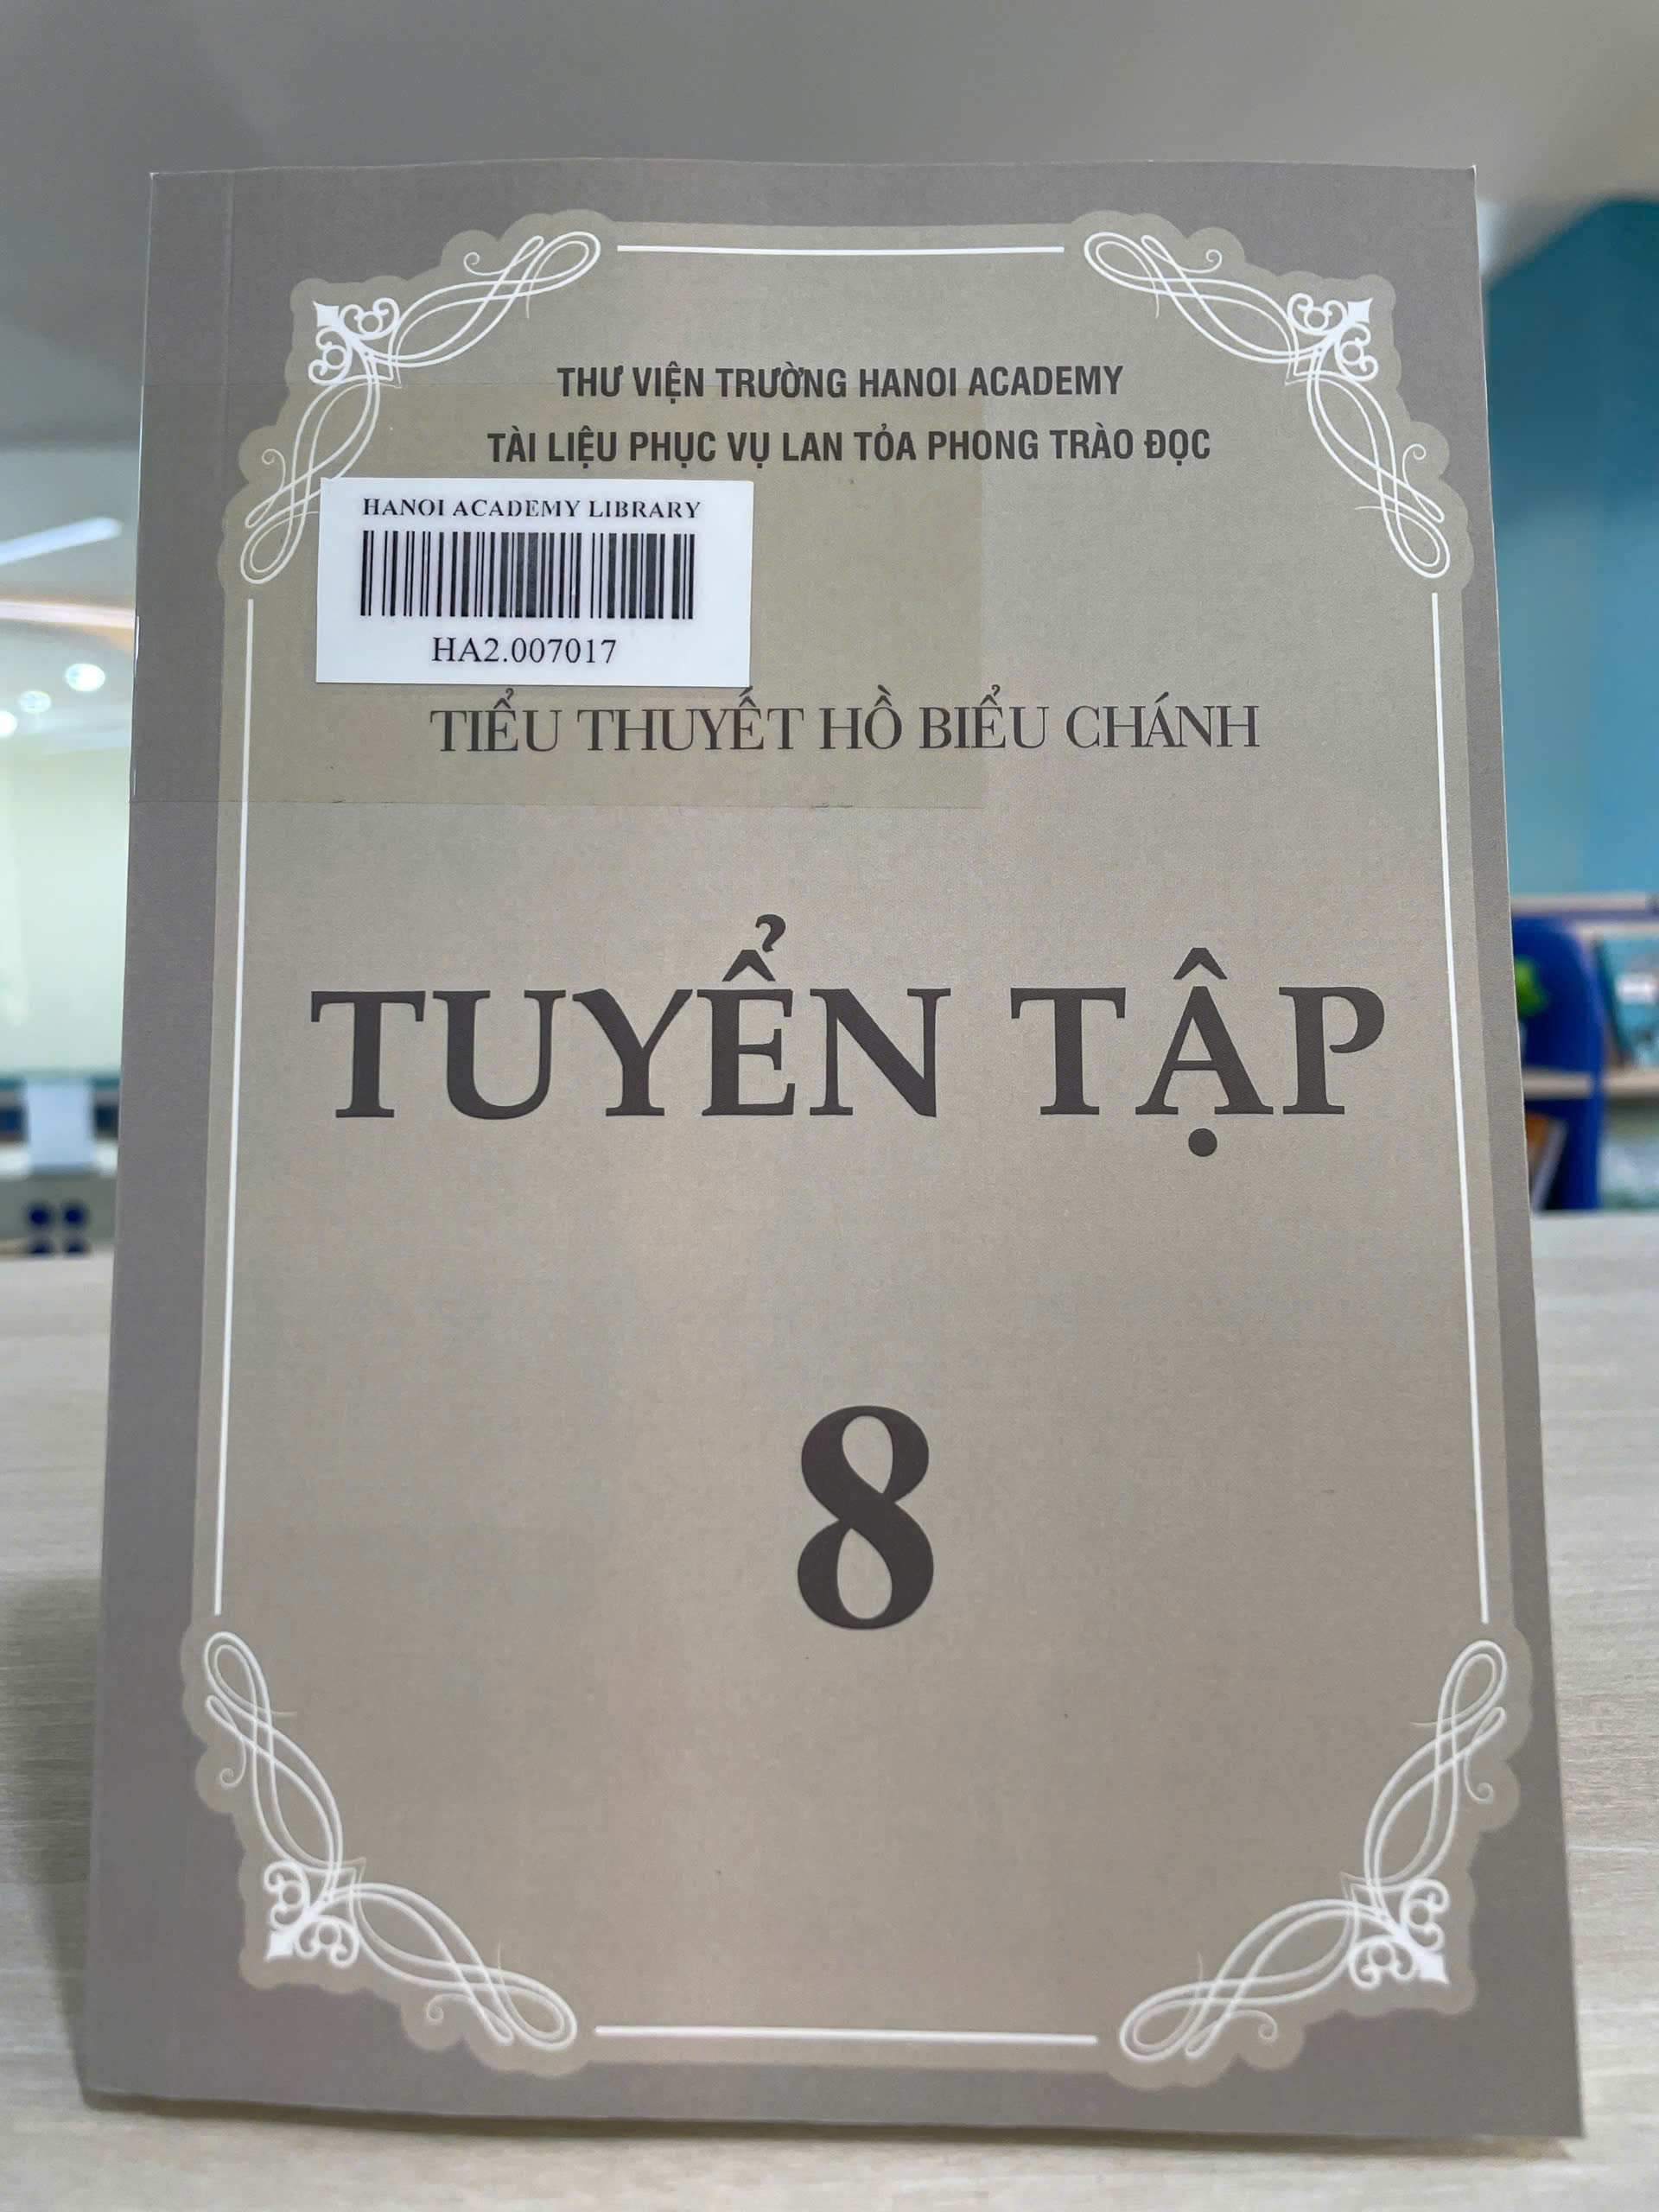 THƯ VIỆN TRƯỜNG HANOI ACADEMY
TÀI LIỆU PHỤC VỤ LAN TỎA PHONG TRÀO ĐỌC
HANOI ACADEMY LIBRARY
HA2.007017
TIỂU THUYẾT HỒ BIỂU CHÁNH
TUYỂN TẬP
8